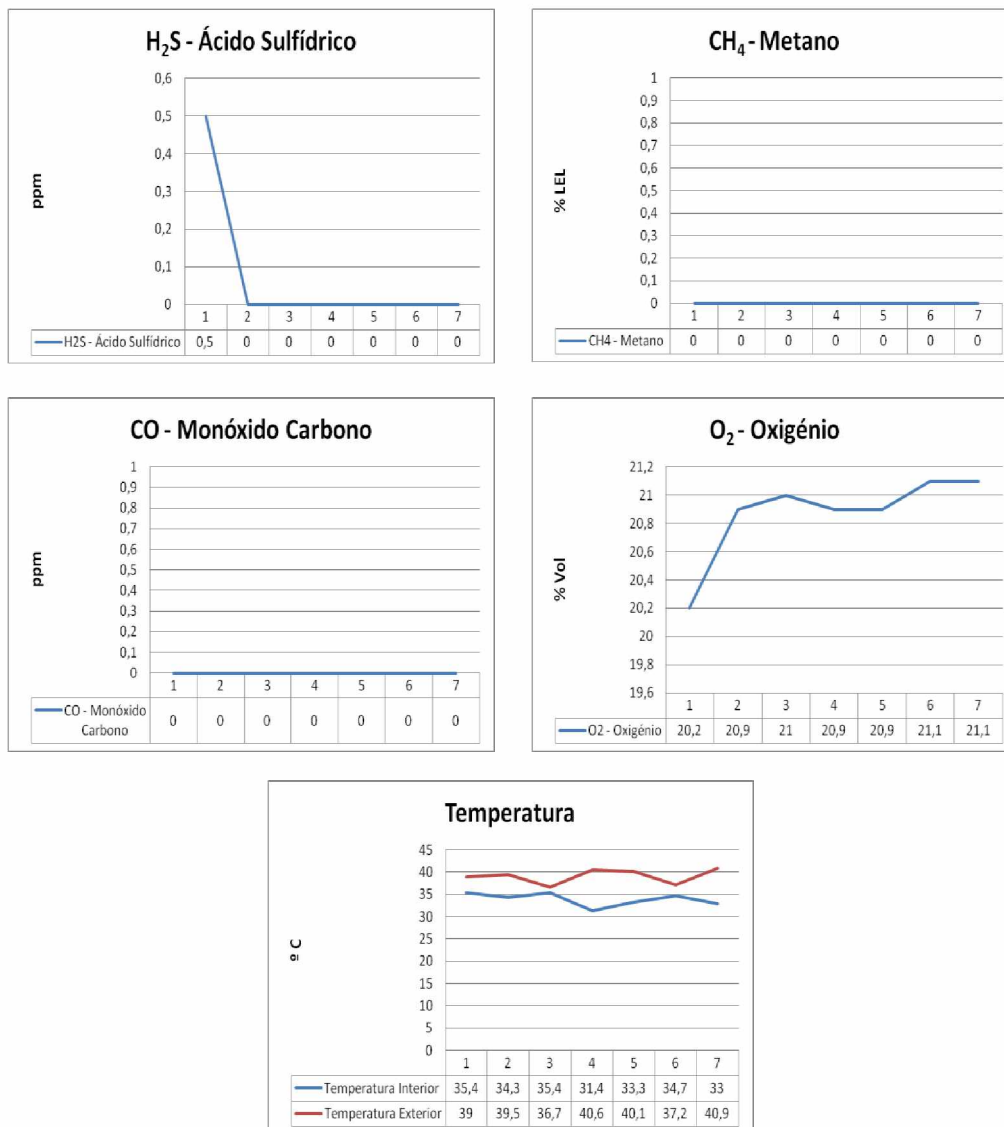 H₂S - Ácido Sulfídrico
ppm
0,6
0,5
0,4
0,3
0,2
0,1
0
1 2 3 4 5 6 7
H2S - Ácido Sulfídrico 0,5 0 0 0 0 0 0
CH₄ - Metano
% LEL
1
0,9
0,8
0,7
0,6
0,5
0,4
0,3
0,2
0,1
0
1 2 3 4 5 6 7
CH4 - Metano 0 0 0 0 0 0 0
CO - Monóxido Carbono
ppm
1
0,9
0,8
0,7
0,6
0,5
0,4
0,3
0,2
0,1
0
1 2 3 4 5 6 7
CO - Monóxido
Carbono
0 0 0 0 0 0 0
O₂ - Oxigénio
% Vol
21,2
21
20,8
20,6
20,4
20,2
20
19,8
19,6
1 2 3 4 5 6 7
O2 - Oxigénio 20,2 20,9 21 20,9 20,9 21,1 21,1
Temperatura
º C
45
40
35
30
25
20
15
10
5
0
1 2 3 4 5 6 7
Temperatura Interior 35,4 34,3 35,4 31,4 33,3 34,7 33
Temperatura Exterior 39 39,5 36,7 40,6 40,1 37,2 40,9